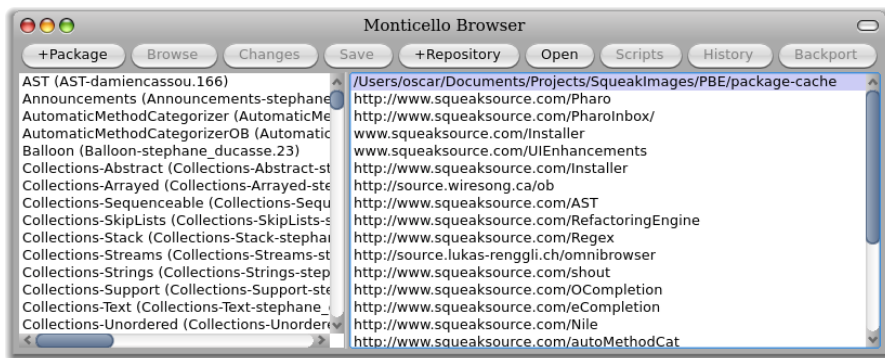 Monticello Browser
+Package Browse Changes Save +Repository Open Scripts History Backport
AST (AST-damiencassou.166)
Announcements (Announcements-stephane
AutomaticMethodCategorizer (AutomaticMe
AutomaticMethodCategorizerOB (Automatic
Balloon (Balloon-stephane_ducasse.23)
Collections-Abstract (Collections-Abstract-st
Collections-Arrayed (Collections-Arrayed-ste
Collections-Sequenceable (Collections-Sequ
Collections-SkipLists (Collections-SkipLists-s
Collections-Stack (Collections-Stack-stephan
Collections-Streams (Collections-Streams-st
Collections-Strings (Collections-Strings-step
Collections-Support (Collections-Support-ste
Collections-Text (Collections-Text-stephane_
Collections-Unordered (Collections-Unordere
/Users/oscar/Documents/Projects/SqueakImages/PBE/package-cache
http://www.squeaksource.com/Pharo
http://www.squeaksource.com/PharoInbox/
www.squeaksource.com/Installer
www.squeaksource.com/UIEnhancements
http://www.squeaksource.com/Installer
http://source.wiresong.ca/ob
http://www.squeaksource.com/AST
http://www.squeaksource.com/RefactoringEngine
http://www.squeaksource.com/Regex
http://source.lukas-renggli.ch/omnibrowser
http://www.squeaksource.com/shout
http://www.squeaksource.com/OCompletion
http://www.squeaksource.com/eCompletion
http://www.squeaksource.com/Nile
http://www.squeaksource.com/autoMethodCat